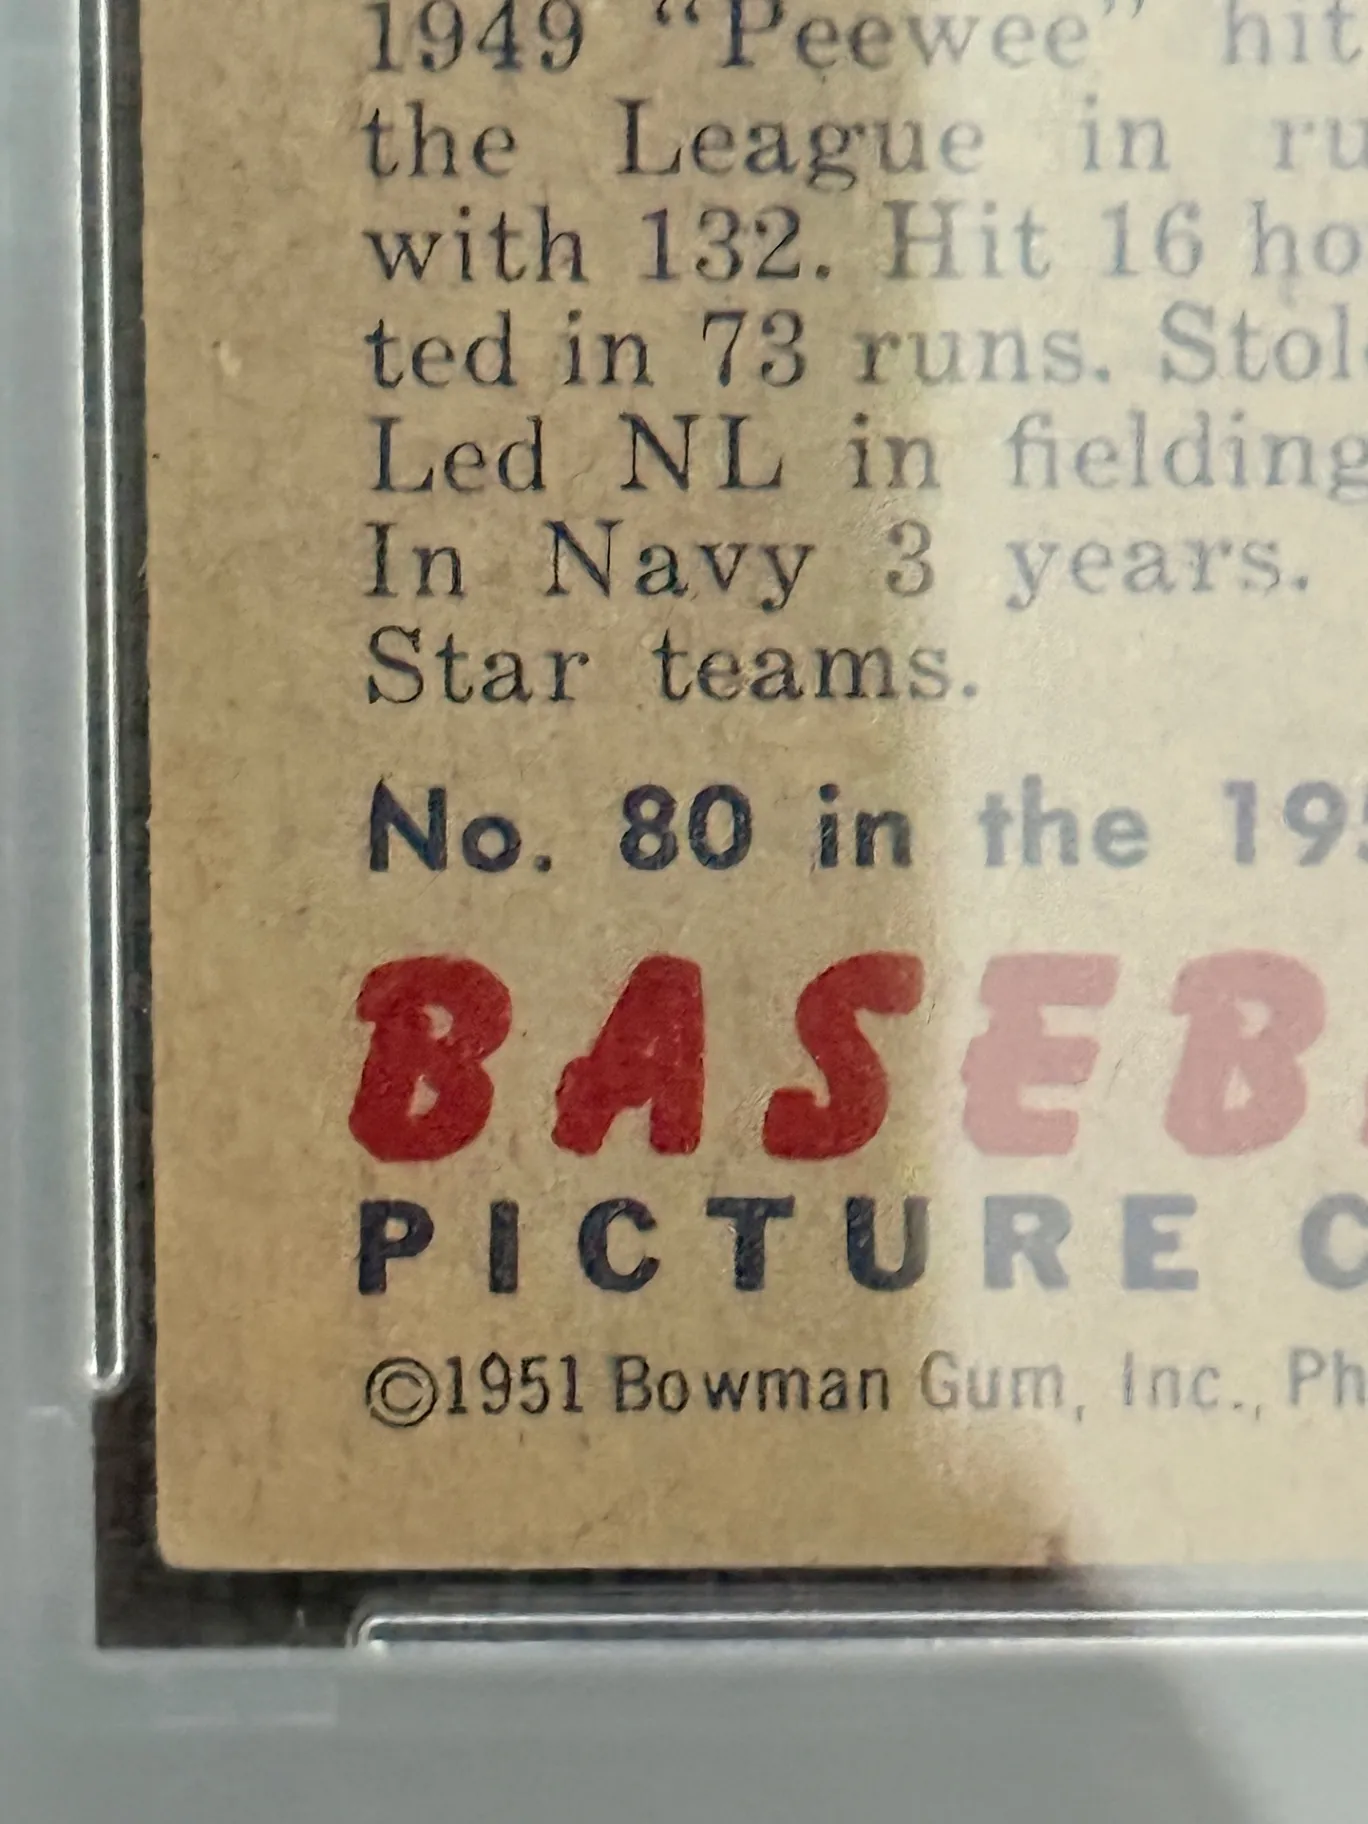 1949 “Peewee” hit
the League in ru
with 132. Hit 16 ho
ted in 73 runs. Stol
Led NL in fielding
In Navy 3 years.
Star teams.
No. 80 in the 195
BASEB
PICTURE C
©1951 Bowman Gum, Inc., Ph